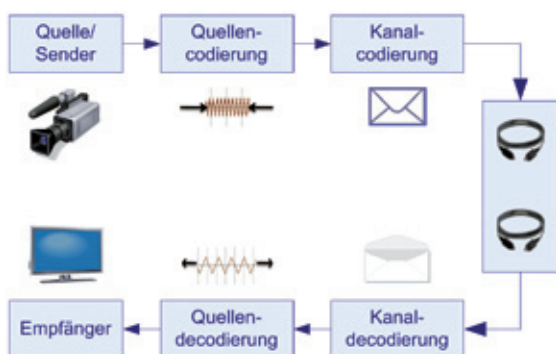 Quelle/
Sender
Quellen-
codierung
Kanal-
codierung
Empfänger
Quellen-
decodierung
Kanal-
decodierung